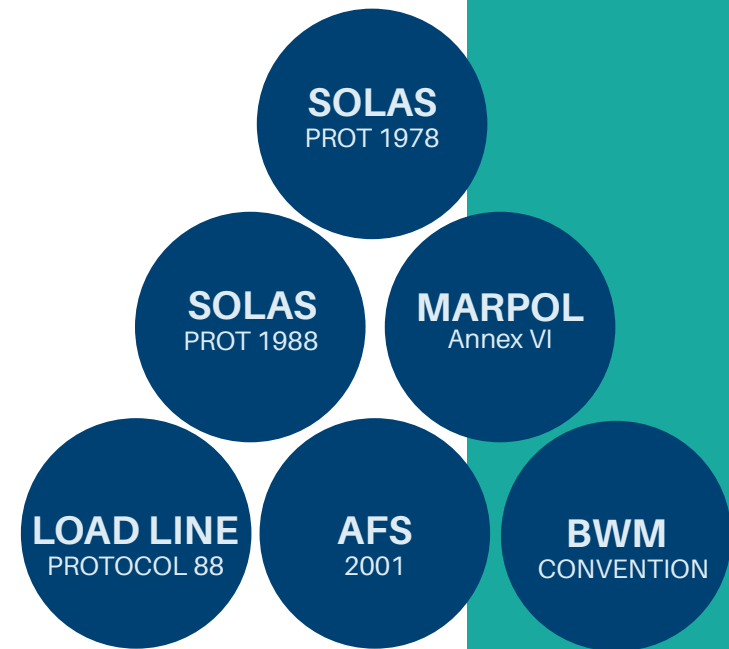 SOLAS
PROT 1978
SOLAS
PROT 1988
MARPOL
Annex VI
LOAD LINE
PROTOCOL 88
AFS
2001
BWM
CONVENTION